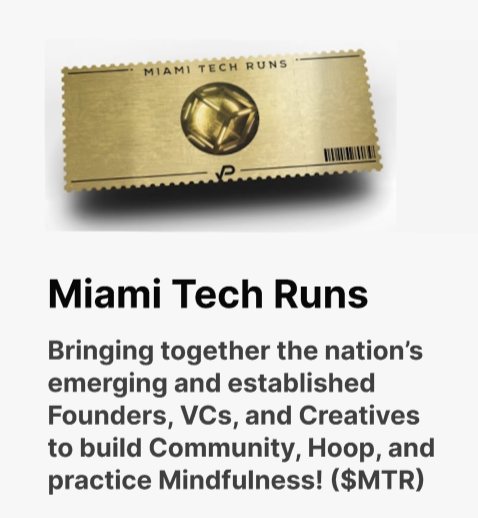 MIAMI TECH RUNS
Miami Tech Runs
Bringing together the nation’s
emerging and established
Founders, VCs, and Creatives
to build Community, Hoop, and
practice Mindfulness! ($MTR)